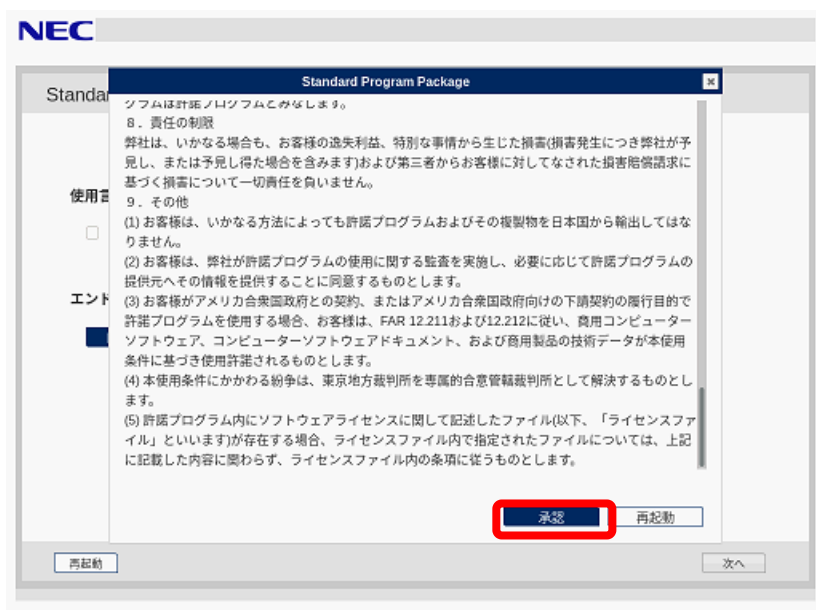 NEC
Standard Program Package
Standar
グラムは許諾プログラムとみなします。
8．責任の制限
弊社は、いかなる場合も、お客様の逸失利益、特別な事情から生じた損害(損害発生につき弊社が予
見し、または予見し得た場合を含みます)および第三者からお客様に対してなされた損害賠償請求に
基づく損害について一切責任を負いません。
9．その他
(1) お客様は、いかなる方法によっても許諾プログラムおよびその複製物を日本国から輸出してはな
りません。
(2) お客様は、弊社が許諾プログラムの使用に関する監査を実施し、必要に応じて許諾プログラムの
提供元へその情報を提供することに同意するものとします。
(3) お客様がアメリカ合衆国政府との契約、またはアメリカ合衆国政府向けの下請契約の履行目的で
許諾プログラムを使用する場合、お客様は、FAR 12.211および12.212に従い、商用コンピューター
ソフトウェア、コンピューターソフトウェアドキュメント、および商用製品の技術データが本使用
条件に基づき使用許諾されるものとします。
(4) 本使用条件にかかわる紛争は、東京地方裁判所を専属的合意管轄裁判所として解決するものとし
ます。
(5) 許諾プログラム内にソフトウェアライセンスに関して記述したファイル(以下、「ライセンスファ
イル」といいます)が存在する場合、ライセンスファイル内で指定されたファイルについては、上記
に記載した内容に関わらず、ライセンスファイル内の条項に従うものとします。
使用言
エンド
承認
再起動
再起動
次へ